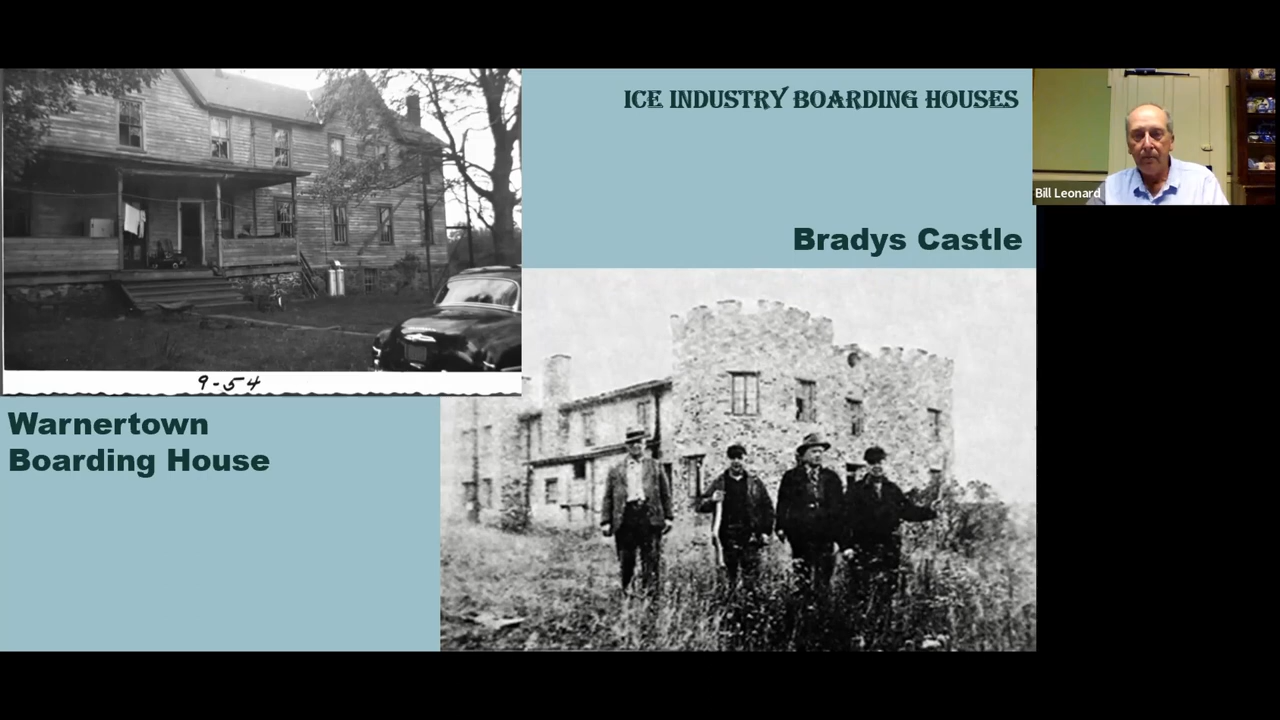 ICE INDUSTRY BOARDING HOUSES
Bill Leonard
Bradys Castle
9-54
Warnertown
Boarding House